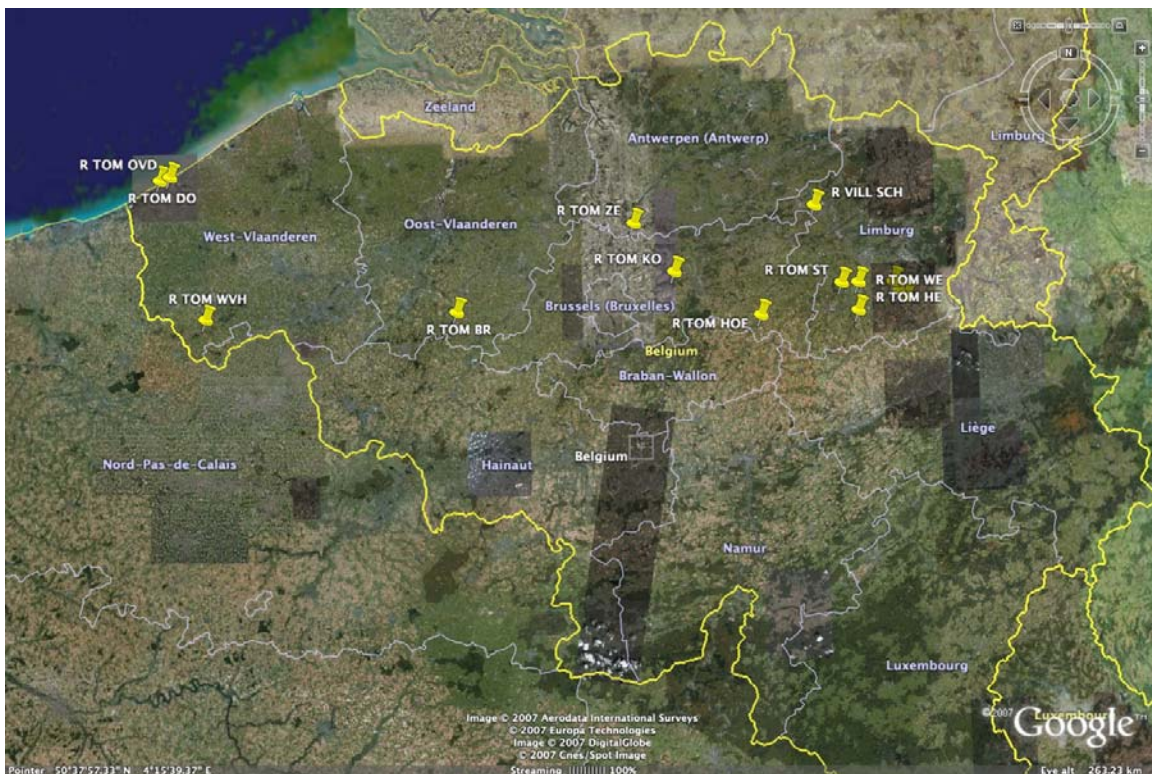 N
Zeeland
Antwerpen (Antwerp)
Limburg
R TOM OVD
R TOM DO
R VILL SCH
R TOM ZE
West-Vlaanderen
Oost-Vlaanderen
Limburg
R TOM KO
R TOM ST
R TOM WE
R TOM WVH
R TOM HE
Brussels (Bruxelles)
R TOM BR
R TOM HOE
Belgium
Braban-Wallon
Nord-Pas-de-Calais
Hainaut
Belgium
Liège
Namur
Luxembourg
Image © 2007 Aerodata International Surveys
© 2007 Europa Technologies
Image © 2007 DigitalGlobe
© 2007 Cnes/Spot Image
©2007 Google™
Pointer 50°37'57.33" N 4°15'39.37" E
Streaming 100%
Eye alt 263.23 km